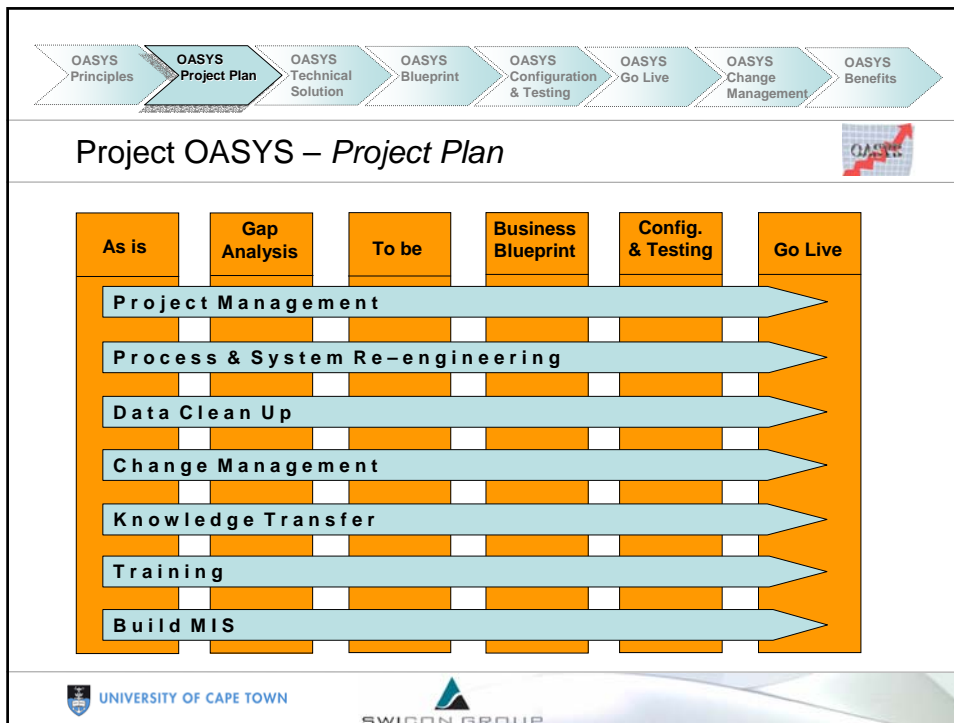 OASYS
Principles
OASYS
Project Plan
OASYS
Technical
Solution
OASYS
Blueprint
OASYS
Configuration
& Testing
OASYS
Go Live
OASYS
Change
Management
OASYS
Benefits
Project OASYS – Project Plan
OASYS
As is
Gap
Analysis
To be
Business
Blueprint
Config.
& Testing
Go Live
Project Management
Process & System Re–engineering
Data Clean Up
Change Management
Knowledge Transfer
Training
Build MIS
UNIVERSITY OF CAPE TOWN
SWICON GROUP